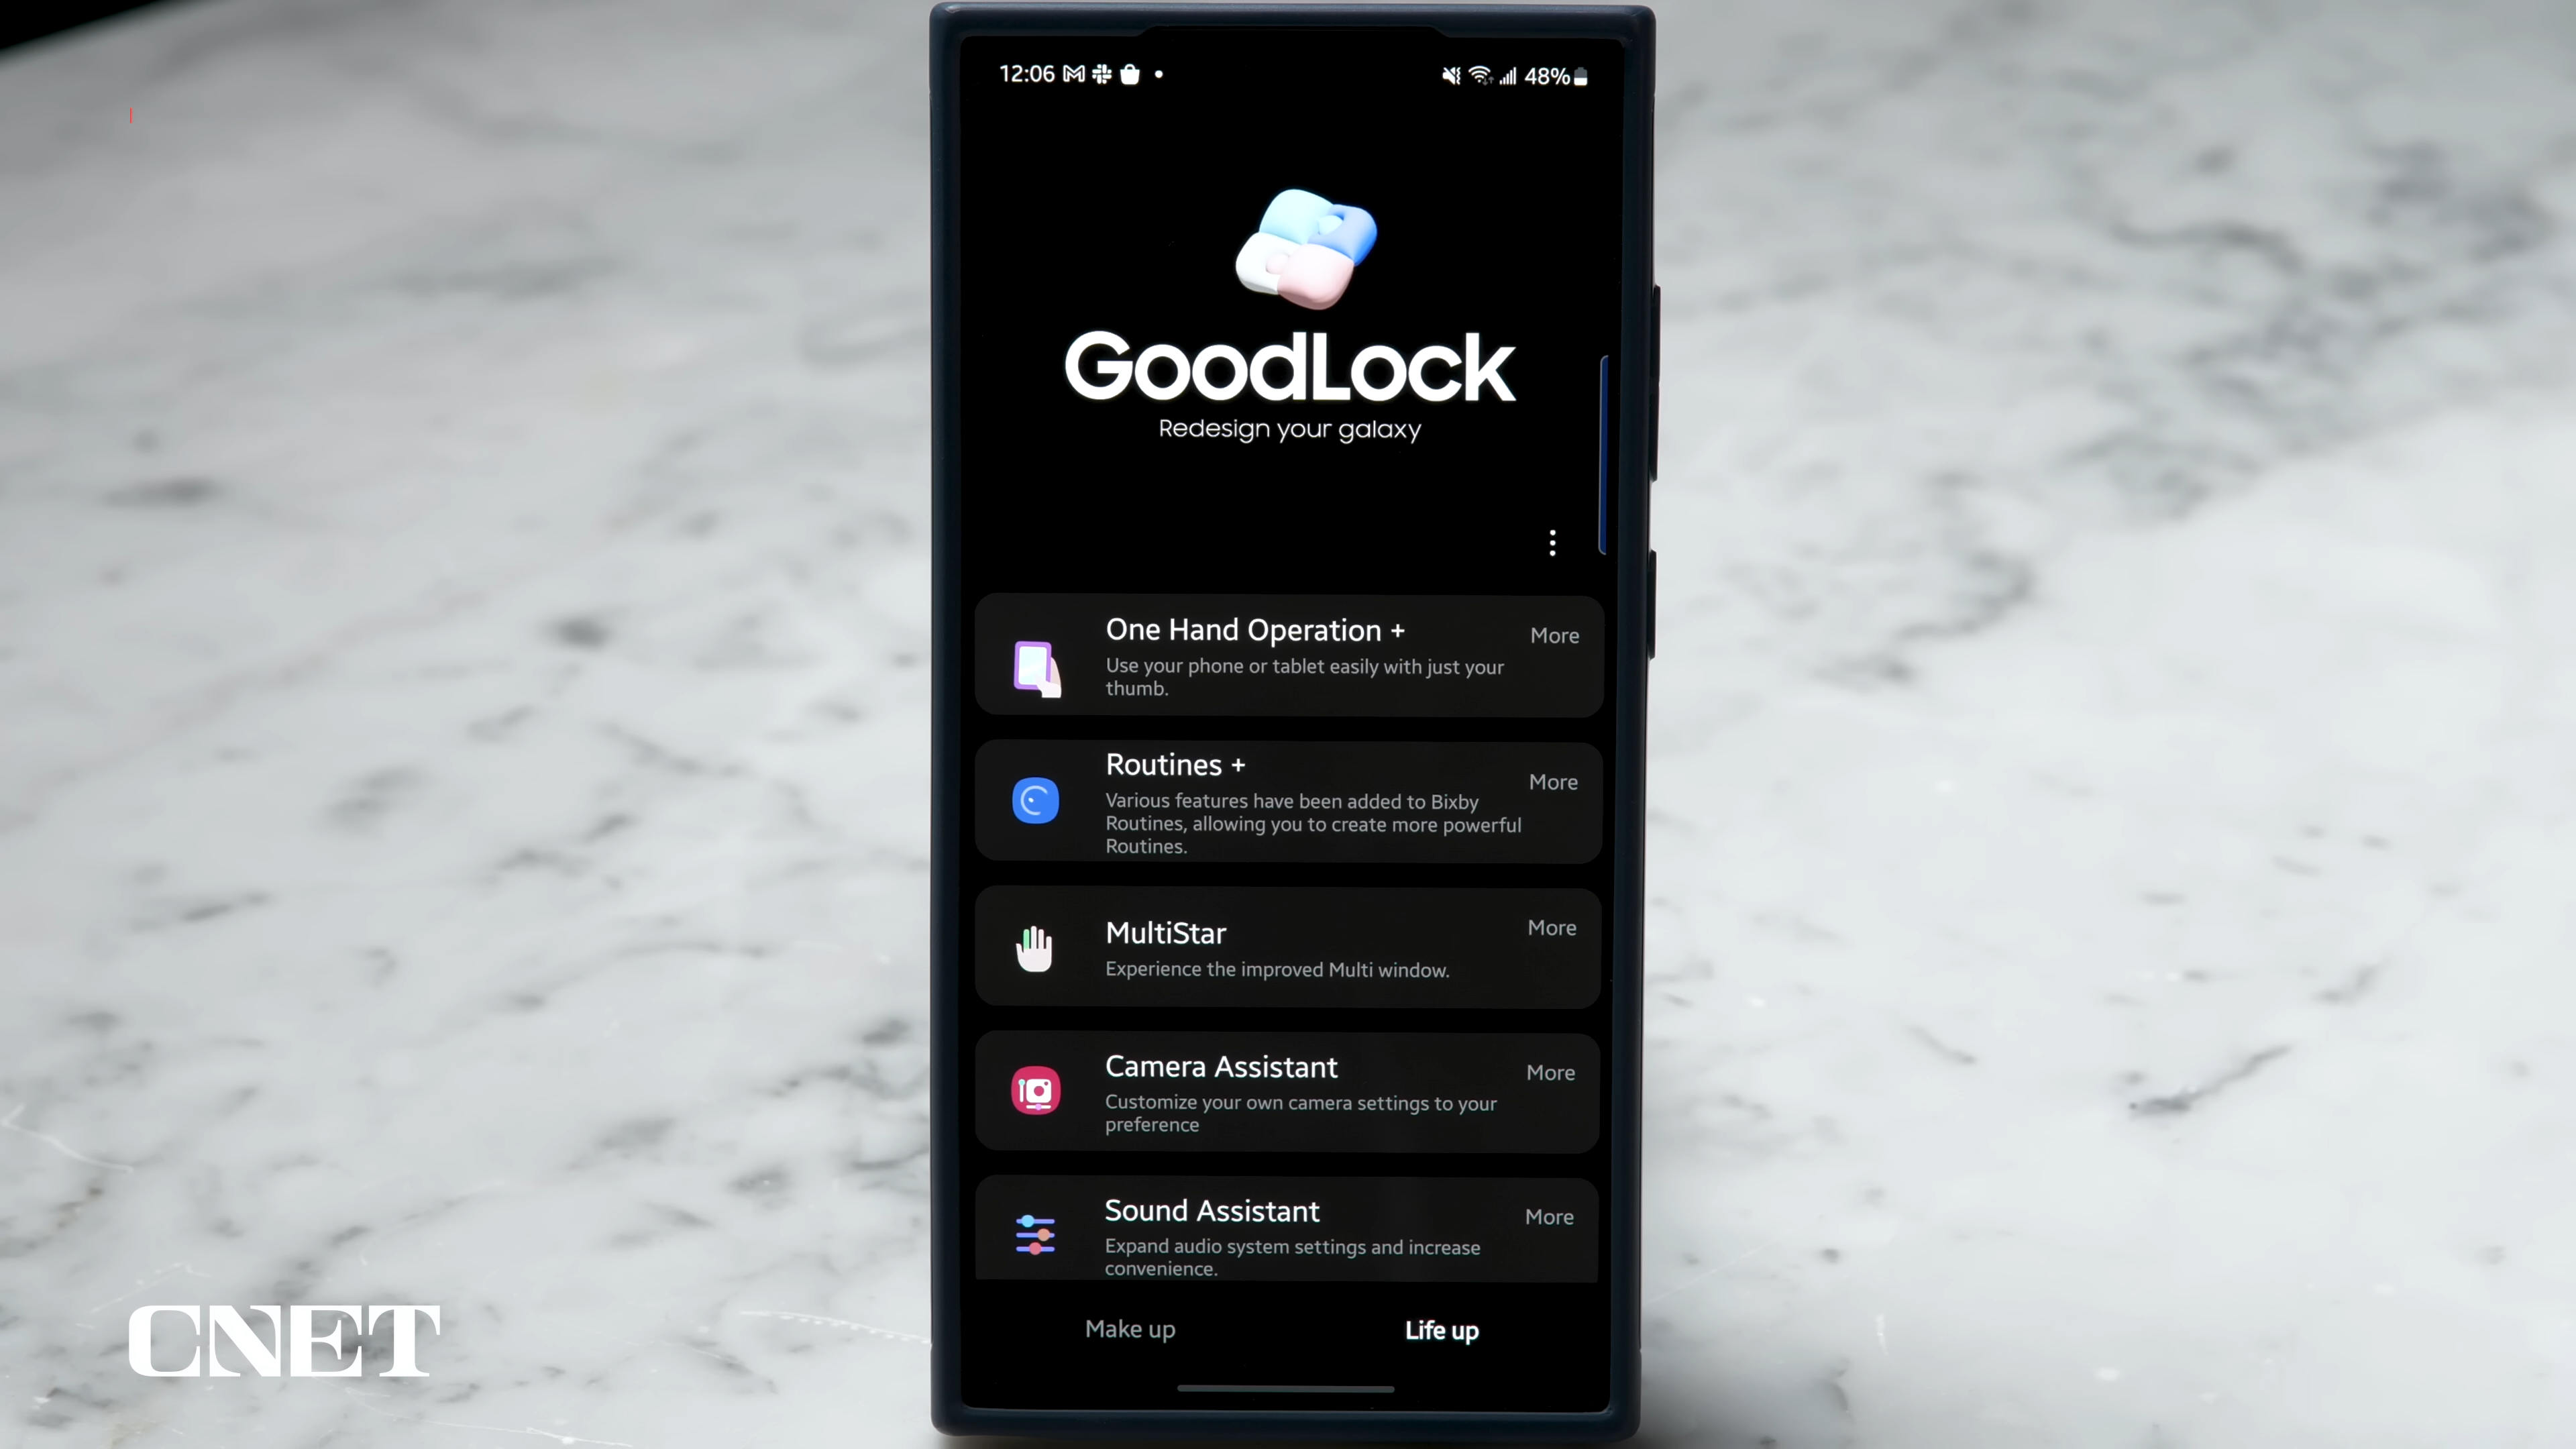 12:06
48%
GoodLock
Redesign your galaxy
One Hand Operation +
More
Use your phone or tablet easily with just your
thumb.
Routines +
More
Various features have been added to Bixby
Routines, allowing you to create more powerful
Routines.
MultiStar
More
Experience the improved Multi window.
Camera Assistant
More
Customize your own camera settings to your
preference
Sound Assistant
More
Expand audio system settings and increase
convenience.
Make up
Life up
CNET